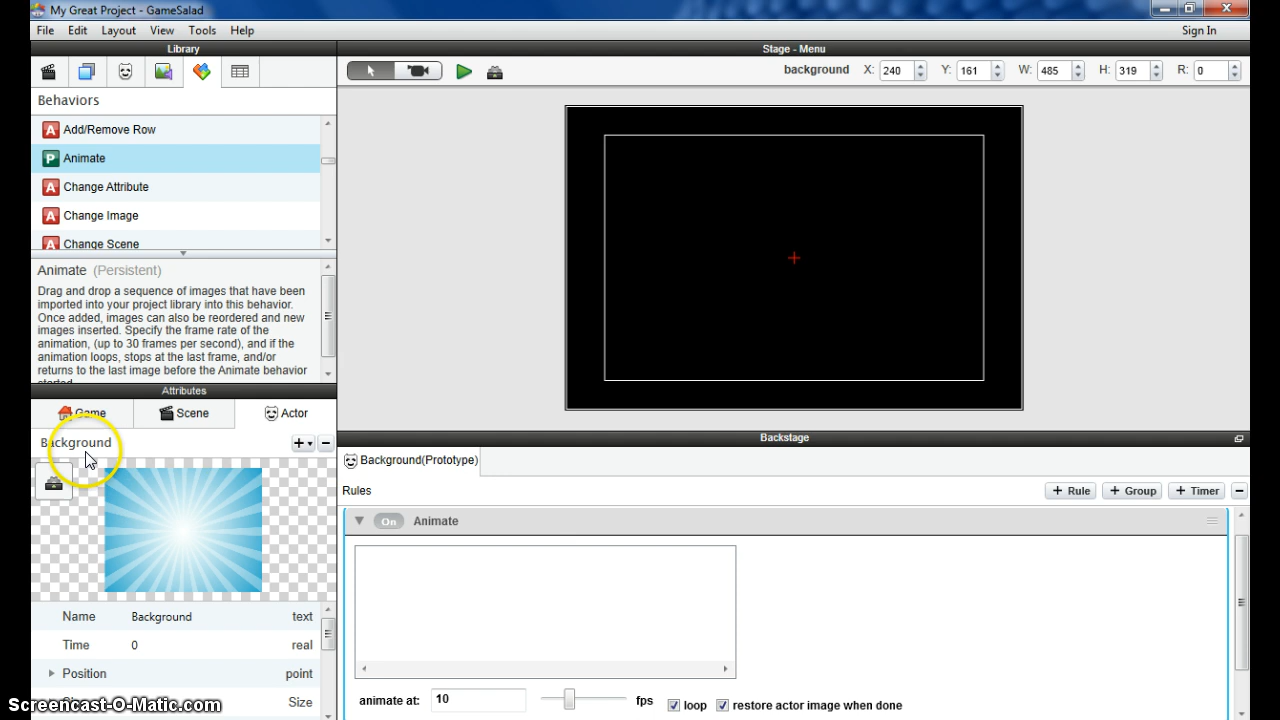 My Great Project - GameSalad
File Edit Layout View Tools Help Sign In
Library
Stage - Menu
background X: 240 Y: 161 W: 485 H: 319 R: 0
Behaviors
Add/Remove Row
Animate
Change Attribute
Change Image
Change Scene
Animate (Persistent)
Drag and drop a sequence of images that have been
imported into your project library into this behavior.
Once added, images can also be reordered and new
images inserted. Specify the frame rate of the
animation, (up to 30 frames per second), and if the
animation loops, stops at the last frame, and/or
returns to the last image before the Animate behavior
started
Attributes
Game Scene Actor
Background
Name Background text
Time 0 real
Position point
Size
Backstage
Background(Prototype)
Rules + Rule + Group + Timer
On Animate
animate at: 10 fps loop restore actor image when done
Screencast-O-Matic.com